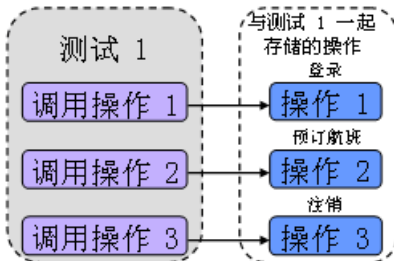 测试 1
调用操作 1
调用操作 2
调用操作 3
与测试 1 一起
存储的操作
登录
操作 1
预订航班
操作 2
注销
操作 3